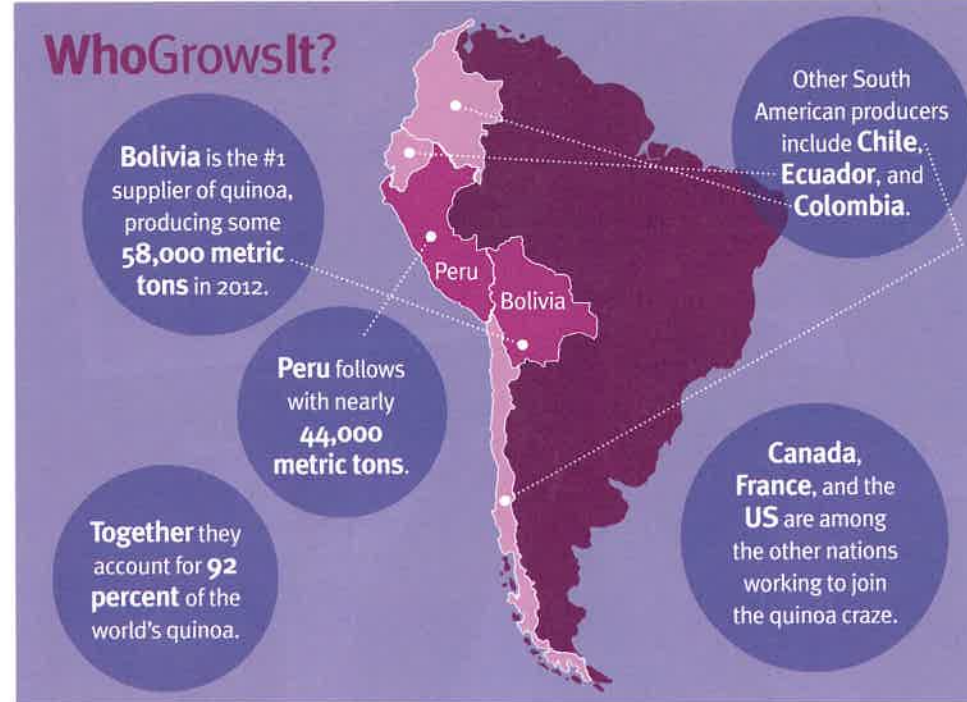 WhoGrowsIt?
Bolivia is the #1
supplier of quinoa,
producing some
58,000 metric
tons in 2012.
Peru follows
with nearly
44,000
metric tons.
Together they
account for 92
percent of the
world's quinoa.
Peru
Bolivia
Other South
American producers
include Chile,
Ecuador, and
Colombia.
Canada,
France, and the
US are among
the other nations
working to join
the quinoa craze.